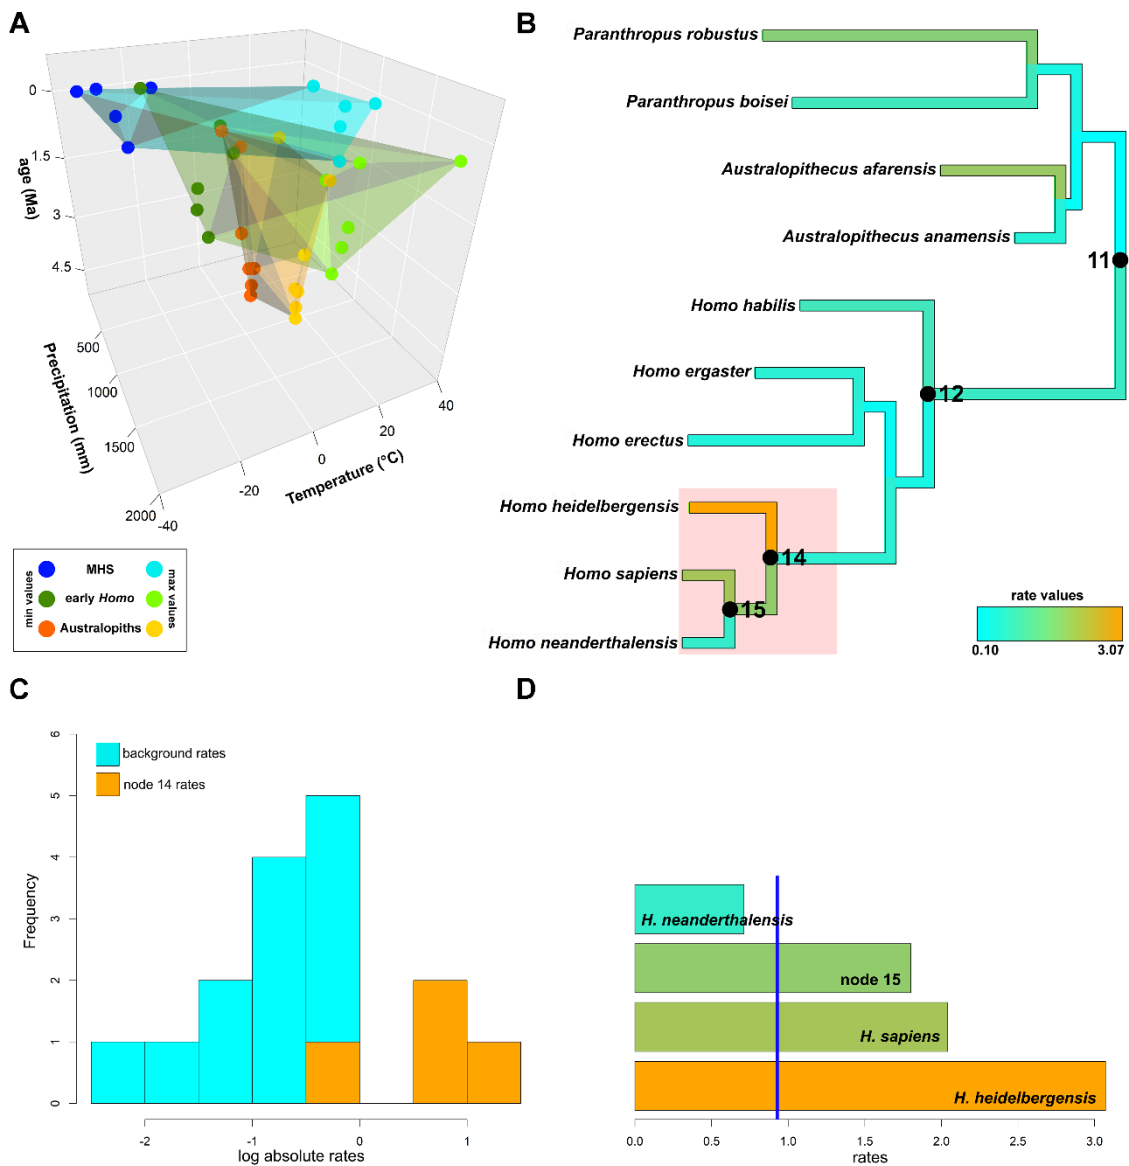 A
0
1.5
3
4.5
age (Ma)
500
1000
1500
2000
Precipitation (mm)
-40
-20
0
20
40
Temperature (°C)
min values
MHS
early Homo
Australopiths
max values
B
Paranthropus robustus
Paranthropus boisei
Australopithecus afarensis
Australopithecus anamensis
11
Homo habilis
Homo ergaster
12
Homo erectus
Homo heidelbergensis
14
Homo sapiens
15
Homo neanderthalensis
rate values
0.10 3.07
C
background rates
node 14 rates
6
5
4
3
2
1
0
Frequency
-2 -1 0 1
log absolute rates
D
H. neanderthalensis
node 15
H. sapiens
H. heidelbergensis
0.0 0.5 1.0 1.5 2.0 2.5 3.0
rates